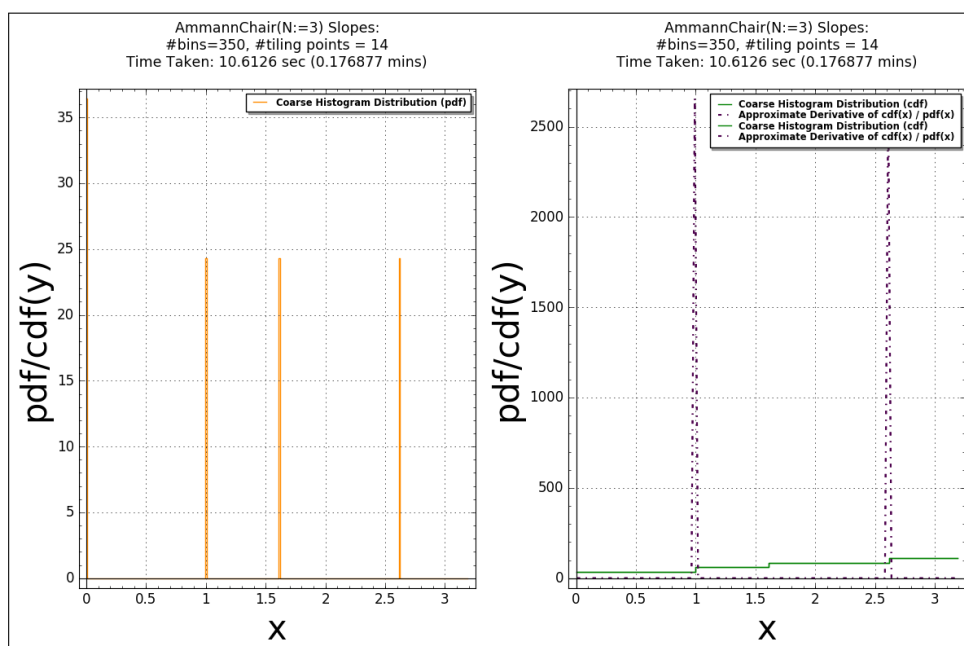 AmmannChair(N:=3) Slopes:
#bins=350, #tiling points = 14
Time Taken: 10.6126 sec (0.176877 mins)
Coarse Histogram Distribution (pdf)
pdf/cdf(y)
35
30
25
20
15
10
5
0
0
0.5
1
1.5
2
2.5
3
x
AmmannChair(N:=3) Slopes:
#bins=350, #tiling points = 14
Time Taken: 10.6126 sec (0.176877 mins)
Coarse Histogram Distribution (cdf)
Approximate Derivative of cdf(x) / pdf(x)
Coarse Histogram Distribution (cdf)
Approximate Derivative of cdf(x) / pdf(x)
pdf/cdf(y)
2500
2000
1500
1000
500
0
0
0.5
1
1.5
2
2.5
3
x